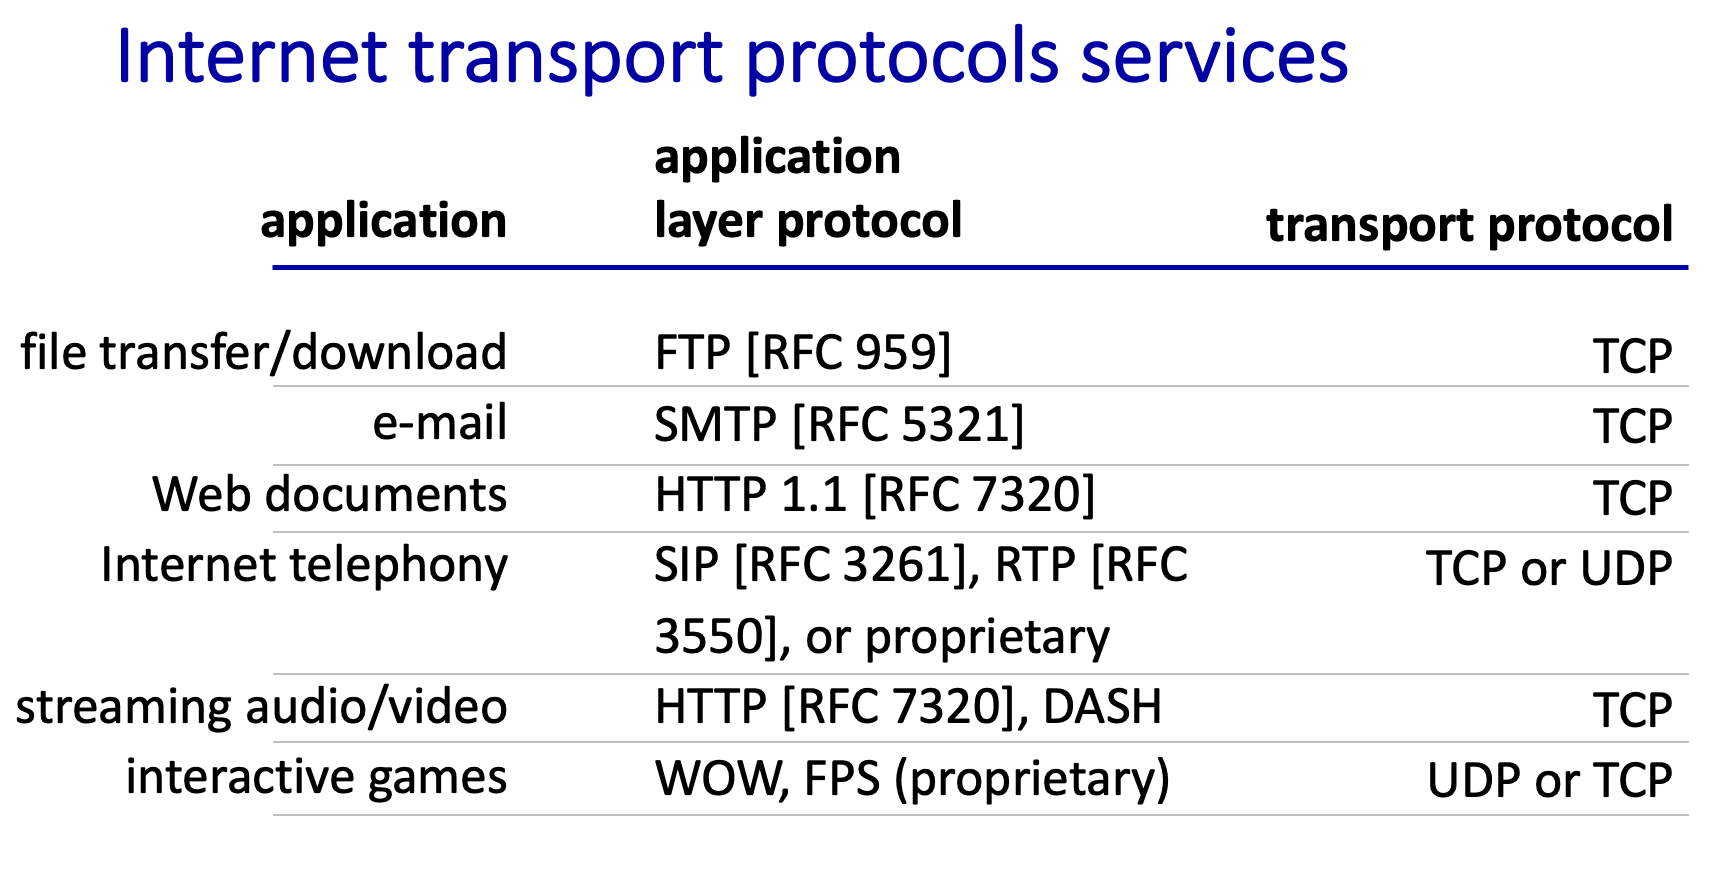 Internet transport protocols services
application
application
layer protocol
transport protocol
file transfer/download FTP [RFC 959] TCP
e-mail SMTP [RFC 5321] TCP
Web documents HTTP 1.1 [RFC 7320] TCP
Internet telephony SIP [RFC 3261], RTP [RFC TCP or UDP
3550], or proprietary
streaming audio/video HTTP [RFC 7320], DASH TCP
interactive games WOW, FPS (proprietary) UDP or TCP